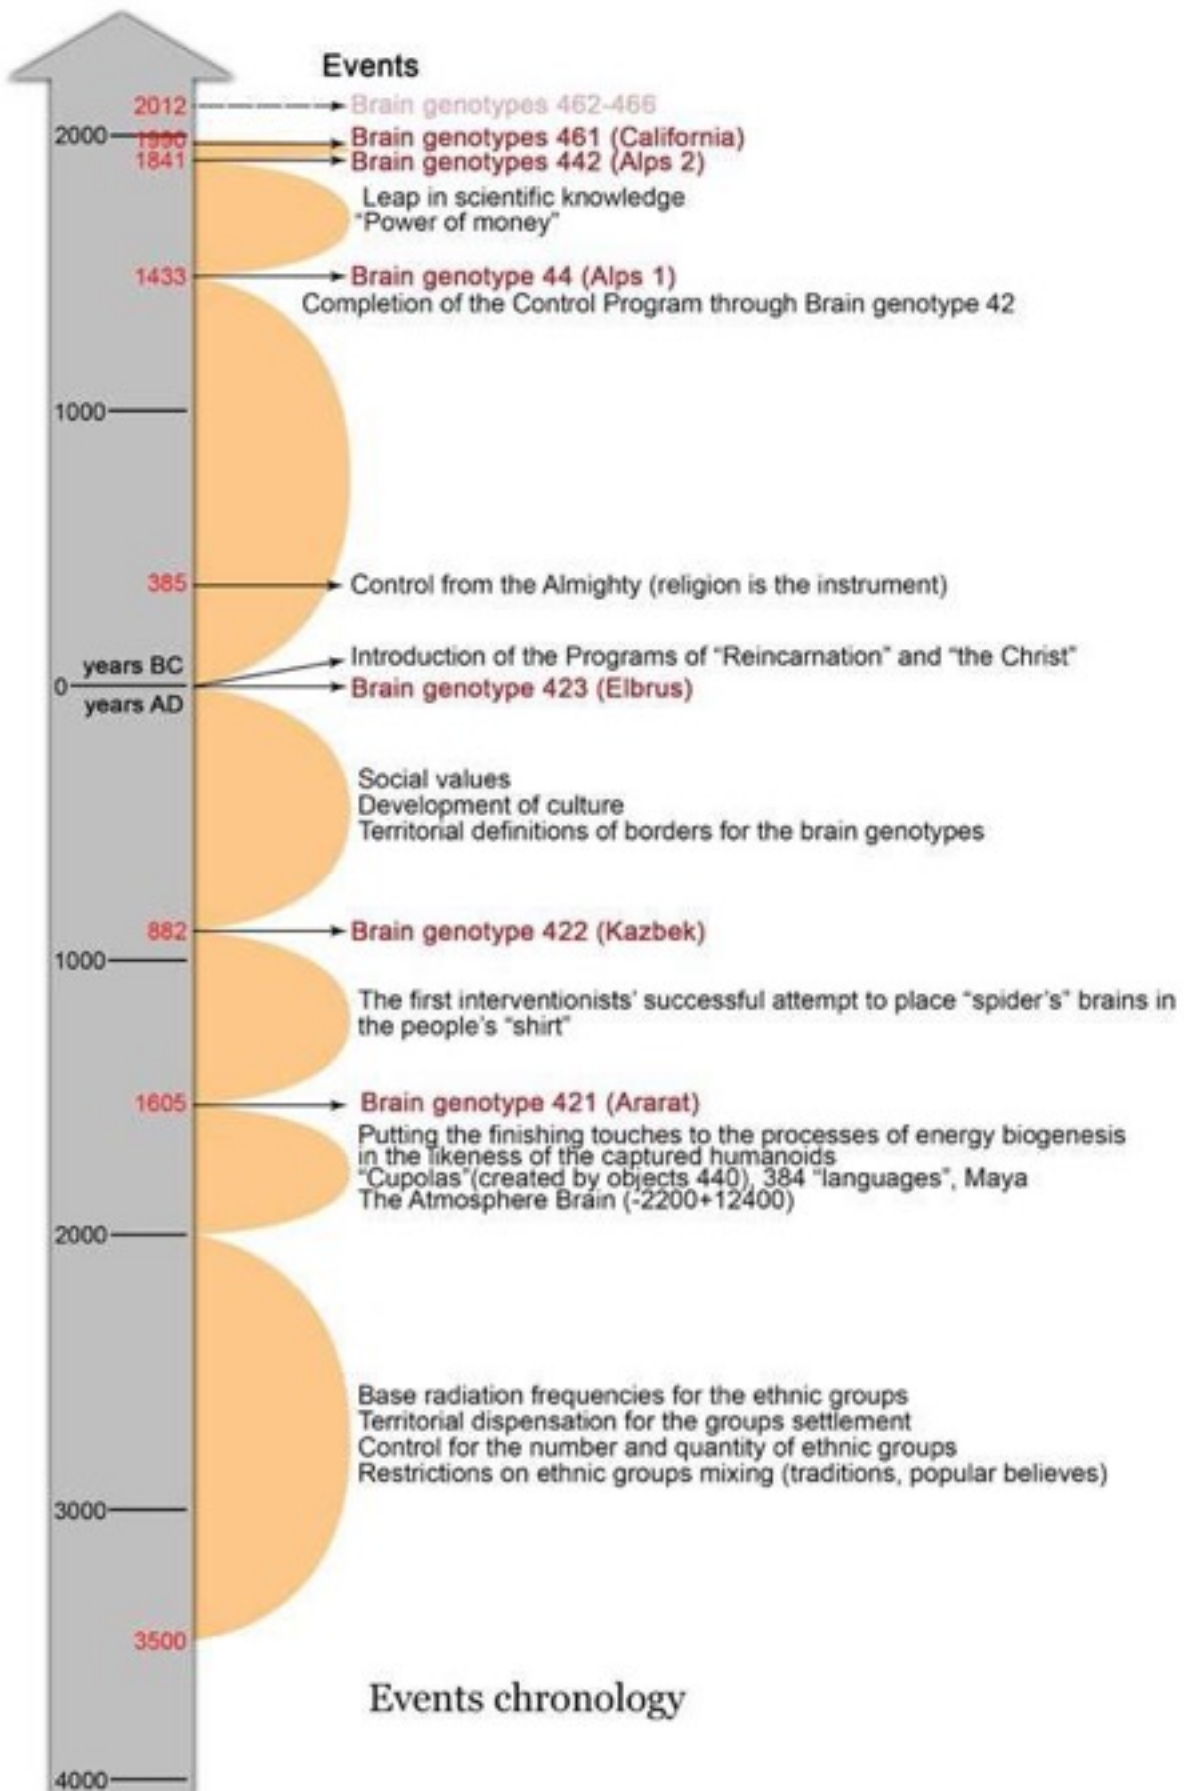 Events
2012 Brain genotypes 462-466
2000 1990 Brain genotypes 461 (California)
1841 Brain genotypes 442 (Alps 2)
Leap in scientific knowledge
“Power of money”
1433 Brain genotype 44 (Alps 1)
Completion of the Control Program through Brain genotype 42
1000
385 Control from the Almighty (religion is the instrument)
years BC Introduction of the Programs of “Reincarnation” and “the Christ”
0 Brain genotype 423 (Elbrus)
years AD
Social values
Development of culture
Territorial definitions of borders for the brain genotypes
882 Brain genotype 422 (Kazbek)
1000
The first interventionists’ successful attempt to place “spider’s” brains in
the people’s “shirt”
1605 Brain genotype 421 (Ararat)
Putting the finishing touches to the processes of energy biogenesis
in the likeness of the captured humanoids
“Cupolas”(created by objects 440), 384 “languages”, Maya
The Atmosphere Brain (-2200+12400)
2000
Base radiation frequencies for the ethnic groups
Territorial dispensation for the groups settlement
Control for the number and quantity of ethnic groups
Restrictions on ethnic groups mixing (traditions, popular believes)
3000
3500
Events chronology
4000